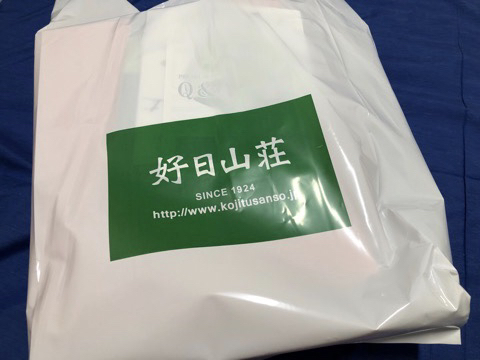 Q&
好日山荘
SINCE 1924
http://www.kojitusanso.j